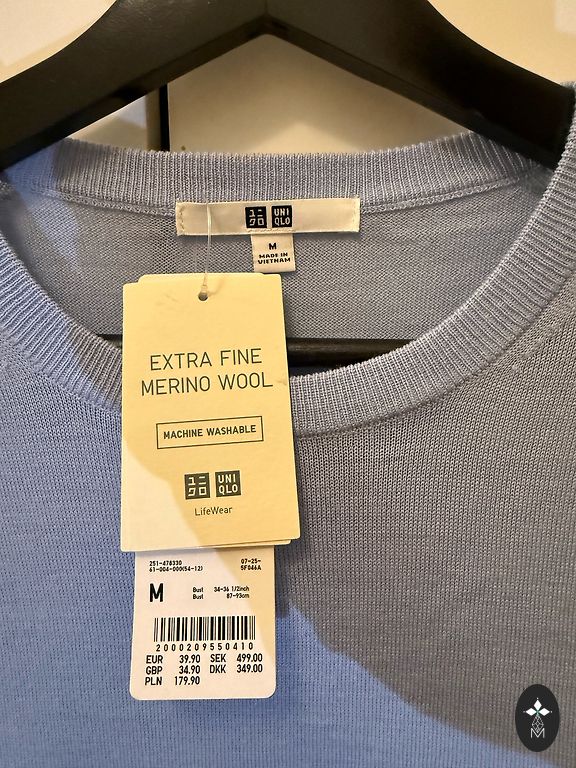 ユニ UNI
クロ QLO
M
MADE IN
VIETNAM
EXTRA FINE
MERINO WOOL
MACHINE WASHABLE
ユニ UNI
クロ QLO
LifeWear
251-478330 07-25-
61-004-000(54-12) 5F046A
M Bust 34-36 1/2inch
Bust 87-93cm
2000209550410
EUR 39.90 SEK 499.00
GBP 34.90 DKK 349.00
PLN 179.90
M